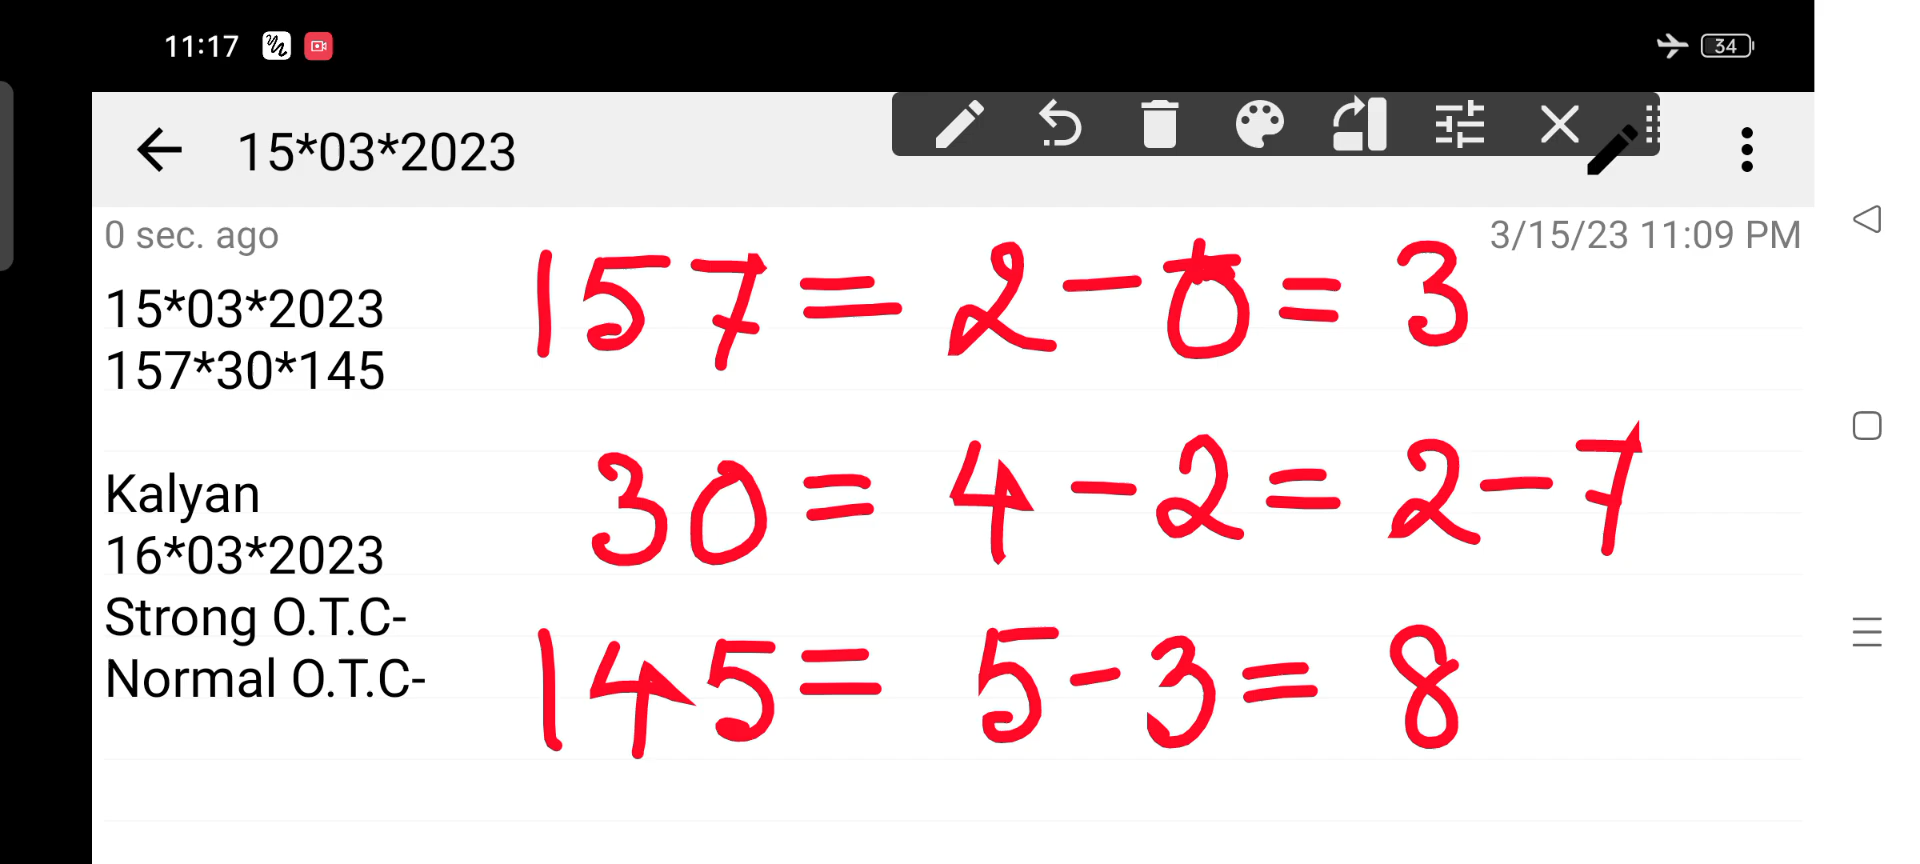 11:17
34
15*03*2023
0 sec. ago
3/15/23 11:09 PM
15*03*2023
157*30*145
Kalyan
16*03*2023
Strong O.T.C-
Normal O.T.C-
157=2-0=3
30=4-2=2-7
145=5-3=8